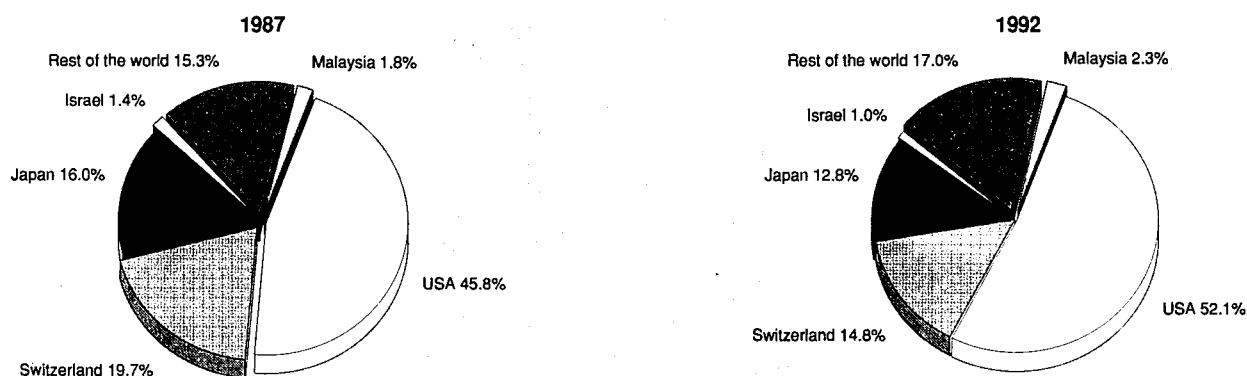 1987
Rest of the world 15.3%
Malaysia 1.8%
Israel 1.4%
Japan 16.0%
USA 45.8%
Switzerland 19.7%
1992
Rest of the world 17.0%
Malaysia 2.3%
Israel 1.0%
Japan 12.8%
USA 52.1%
Switzerland 14.8%